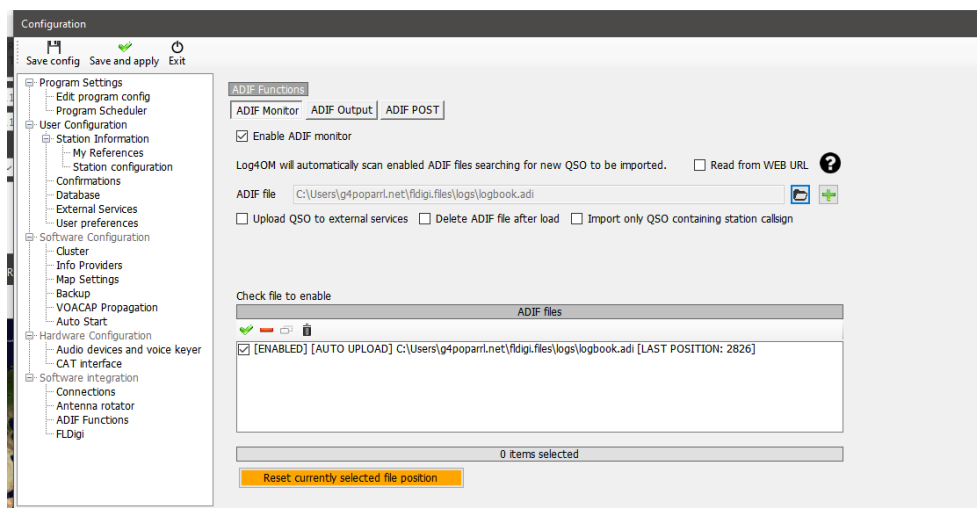 Configuration
Save config Save and apply Exit
Program Settings
Edit program config
Program Scheduler
User Configuration
Station Information
My References
Station configuration
Confirmations
Database
External Services
User preferences
Software Configuration
Cluster
Info Providers
Map Settings
Backup
VOACAP Propagation
Auto Start
Hardware Configuration
Audio devices and voice keyer
CAT interface
Software integration
Connections
Antenna rotator
ADIF Functions
FLDigi
ADIF Functions
ADIF Monitor ADIF Output ADIF POST
Enable ADIF monitor
Log4OM will automatically scan enabled ADIF files searching for new QSO to be imported. Read from WEB URL ?
ADIF file C:\Users\g4poparrl.net\fldigi.files\logs\logbook.adi
Upload QSO to external services Delete ADIF file after load Import only QSO containing station callsign
Check file to enable
ADIF files
[ENABLED] [AUTO UPLOAD] C:\Users\g4poparrl.net\fldigi.files\logs\logbook.adi [LAST POSITION: 2826]
0 items selected
Reset currently selected file position